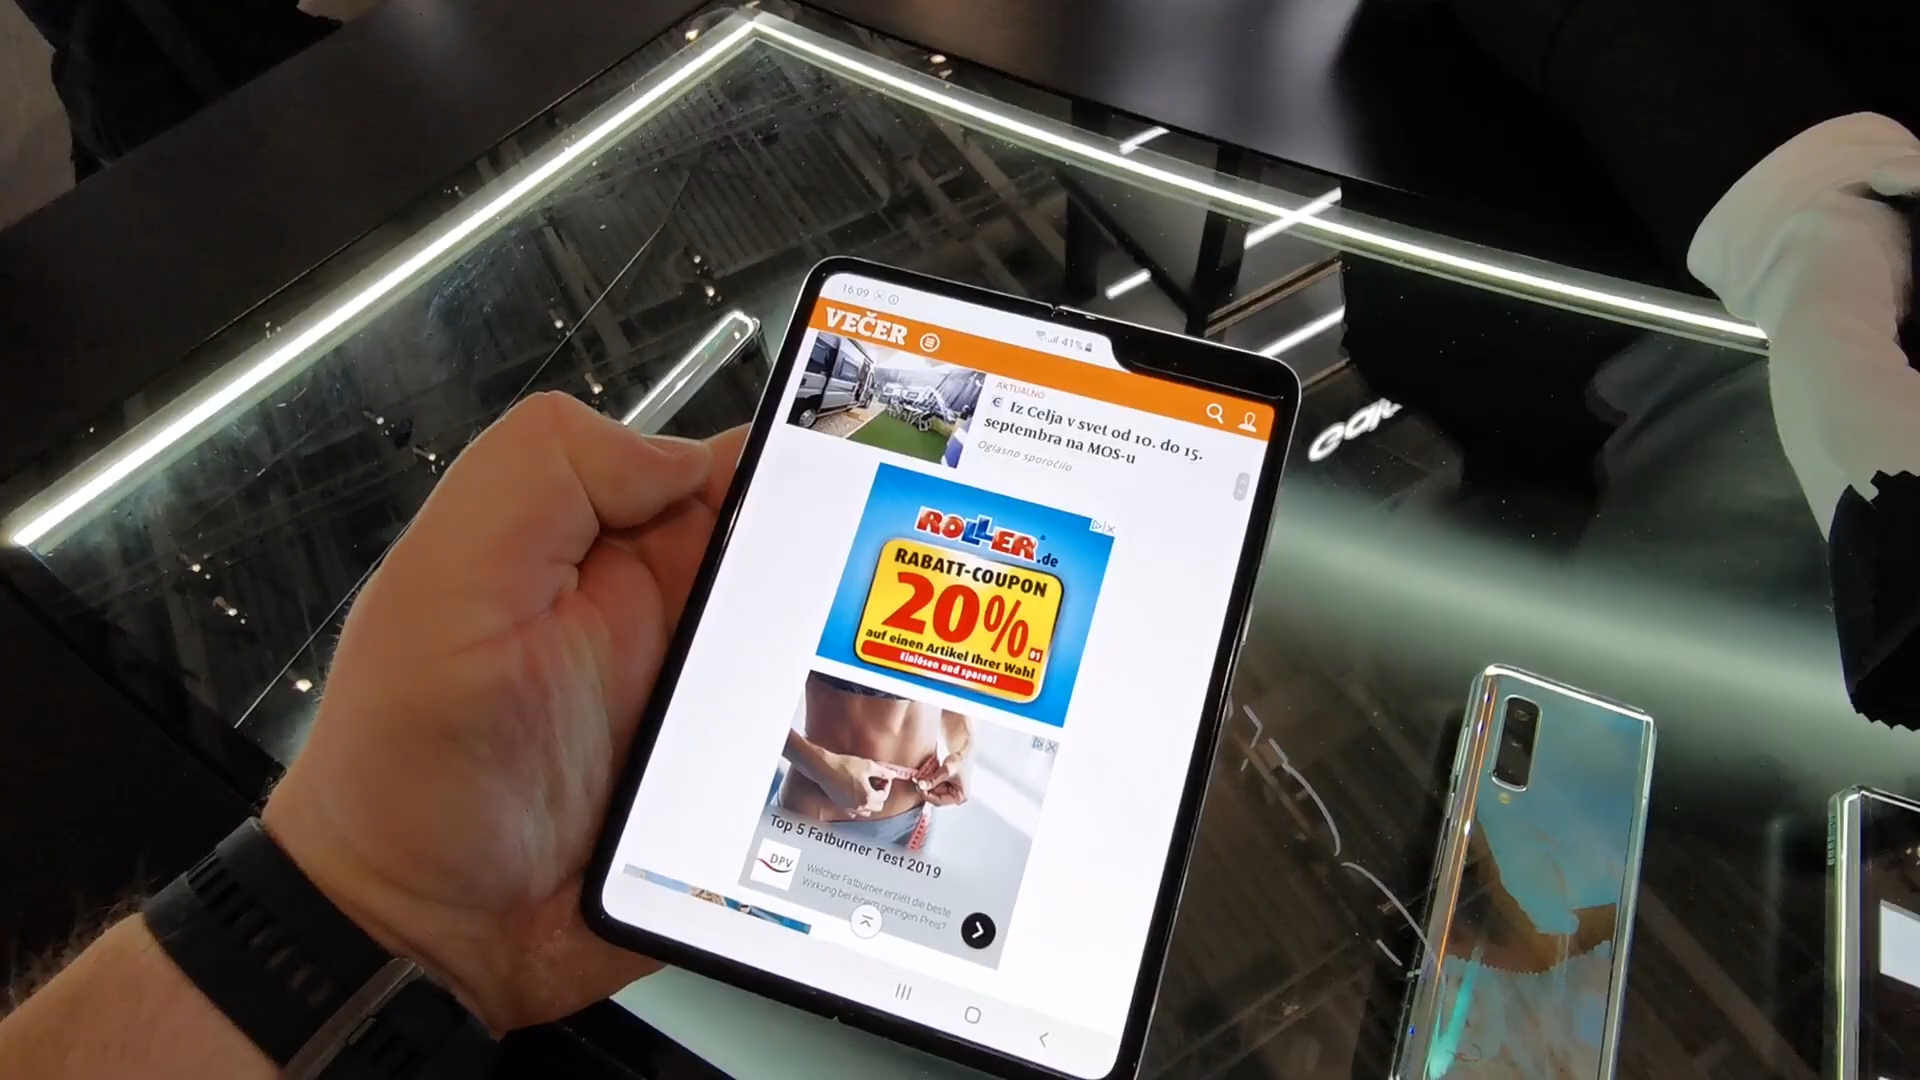 16:09
41%
VEČER
AKTUALNO
€ Iz Celja v svet od 10. do 15.
septembra na MOS-u
Oglasno sporočilo
ROLLER.de
RABATT-COUPON
20% 01
auf einen Artikel Ihrer Wahl
Einlösen und sparen!
Top 5 Fatburner Test 2019
DPV
Welcher Fatburner erzielt die beste
Wirkung bei einem geringen Preis?